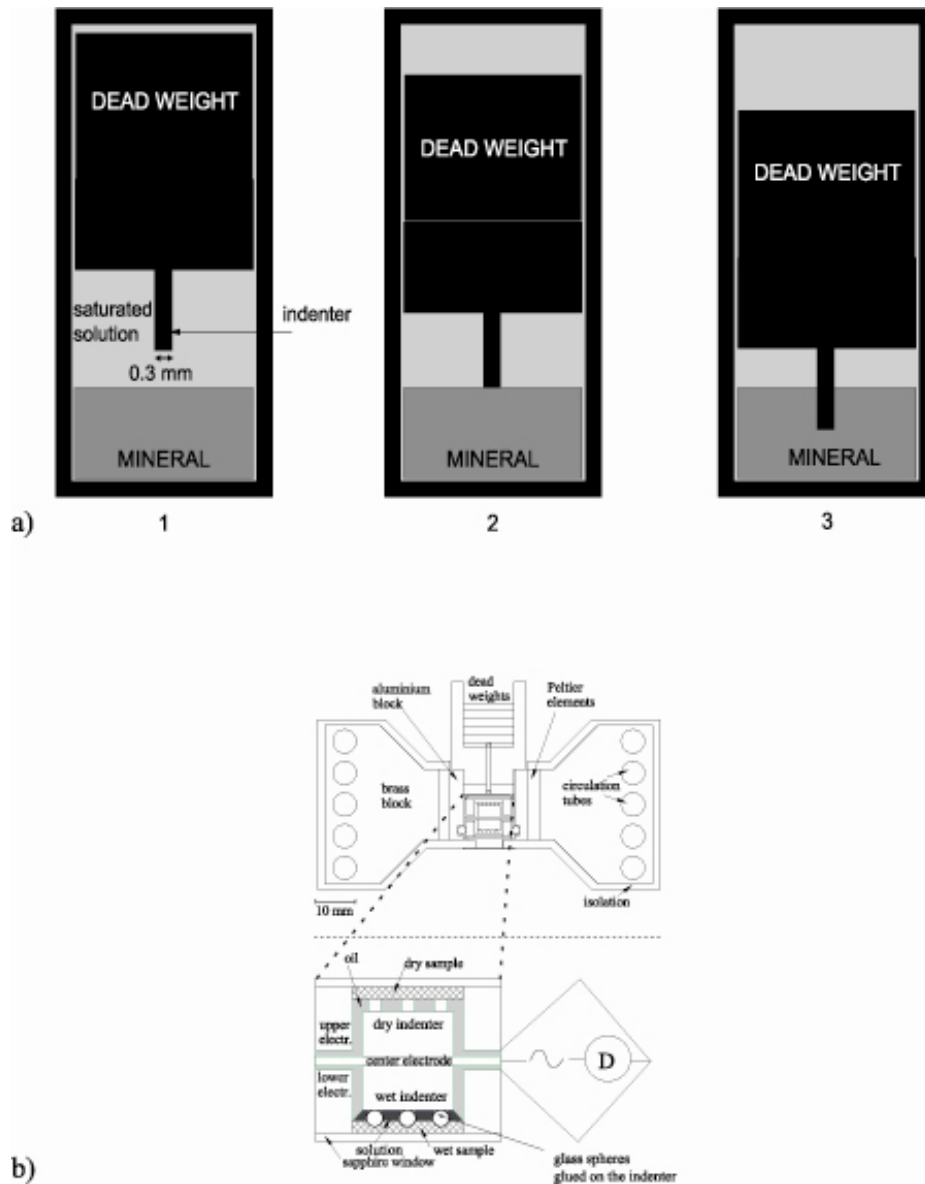 DEAD WEIGHT
saturated
solution
indenter
0.3 mm
MINERAL
1
DEAD WEIGHT
MINERAL
2
DEAD WEIGHT
MINERAL
3
a)
aluminium
block
dead
weights
Peltier
elements
brass
block
circulation
tubes
isolation
10 mm
oil
dry sample
upper
electr.
dry indenter
center electrode
lower
electr.
wet indenter
D
solution
wet sample
sapphire window
glass spheres
glued on the indenter
b)